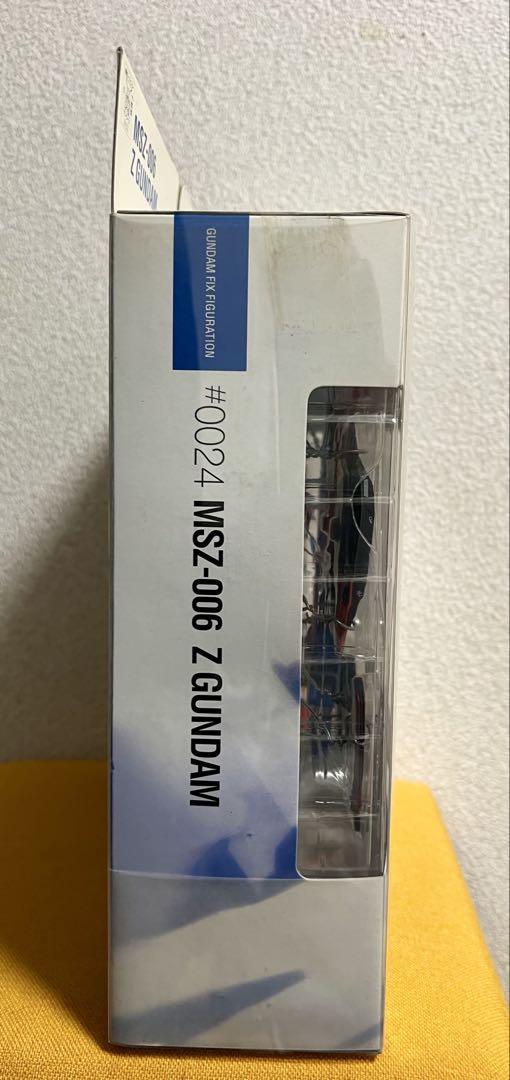 MSZ-006
Z GUNDAM
GUNDAM FIX FIGURATION
#0024 MSZ-006 Z GUNDAM